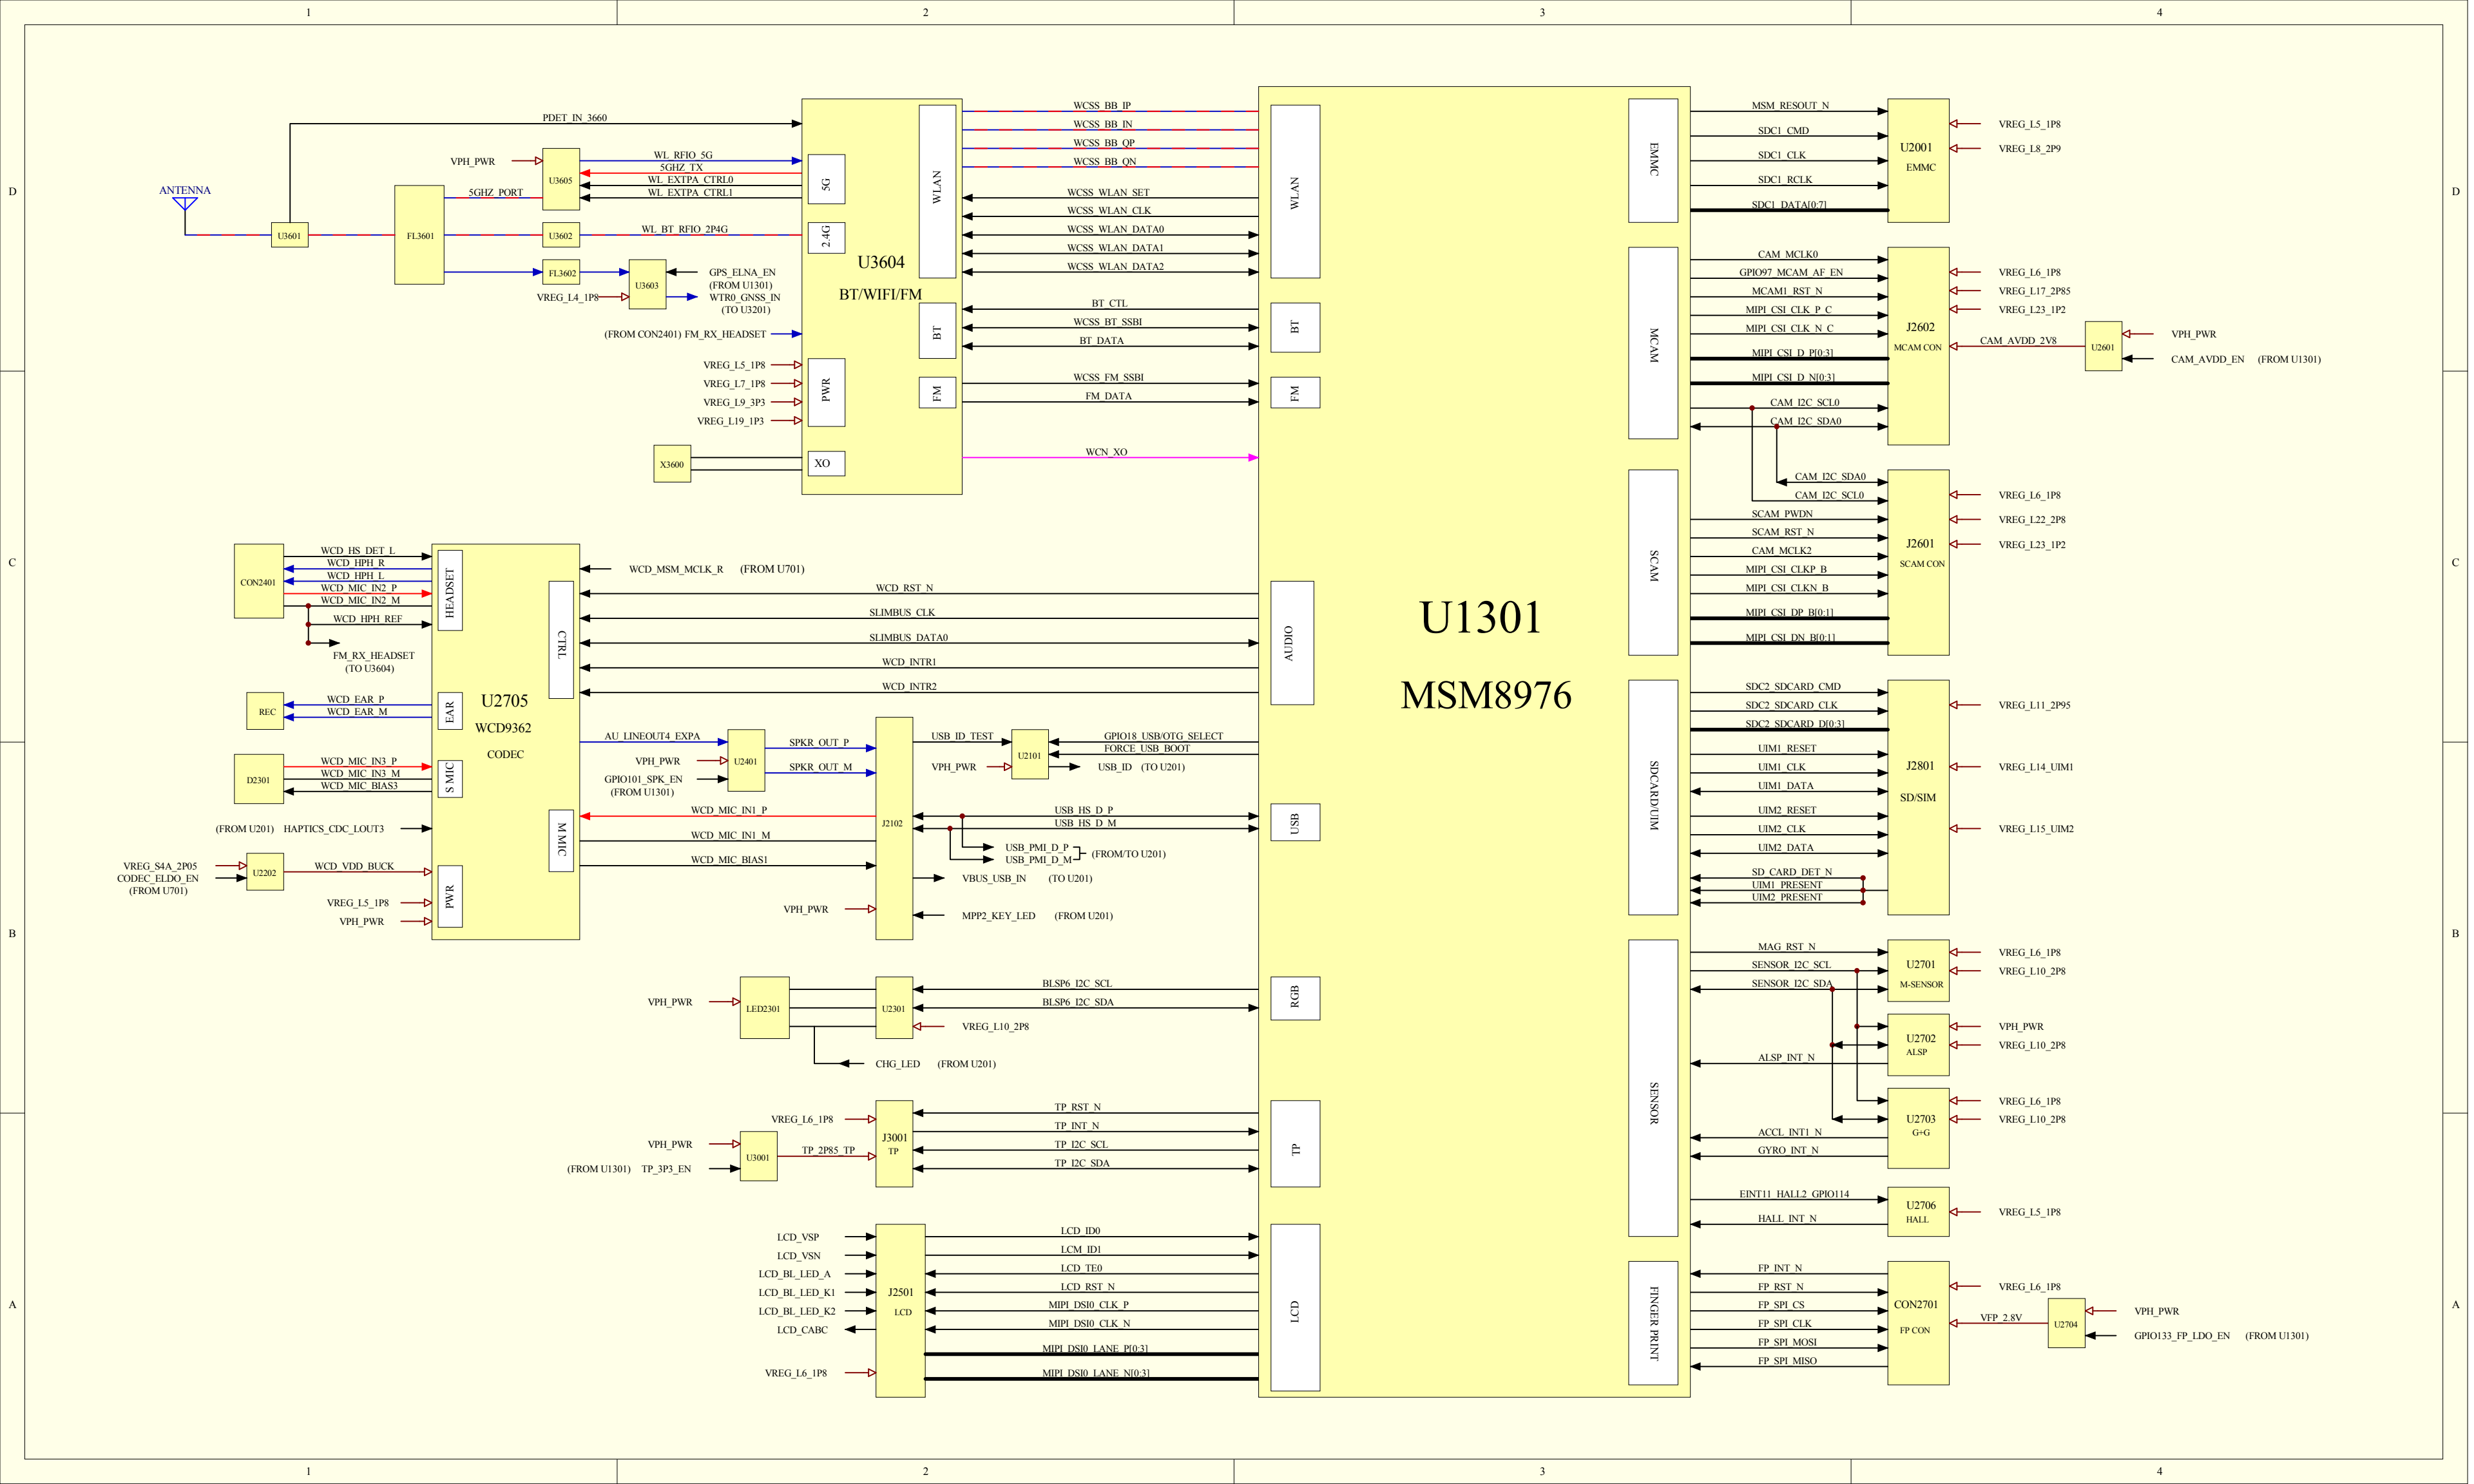 1
2
3
4
D
C
B
A
ANTENNA
U3601
PDET_IN_3660
FL3601
5GHZ_PORT
VPH_PWR
U3605
WL_RFIO_5G
5GHZ_TX
WL_EXTPA_CTRL0
WL_EXTPA_CTRL1
U3602
WL_BT_RFIO_2P4G
FL3602
U3603
VREG_L4_1P8
GPS_ELNA_EN
(FROM U1301)
WTR0_GNSS_IN
(TO U3201)
(FROM CON2401) FM_RX_HEADSET
VREG_L5_1P8
VREG_L7_1P8
VREG_L9_3P3
VREG_L19_1P3
X3600
5G
2.4G
PWR
XO
U3604
BT/WIFI/FM
WLAN
BT
FM
WCSS_BB_IP
WCSS_BB_IN
WCSS_BB_QP
WCSS_BB_QN
WCSS_WLAN_SET
WCSS_WLAN_CLK
WCSS_WLAN_DATA0
WCSS_WLAN_DATA1
WCSS_WLAN_DATA2
BT_CTL
WCSS_BT_SSBI
BT_DATA
WCSS_FM_SSBI
FM_DATA
WCN_XO
WLAN
BT
FM
CON2401
WCD_HS_DET_L
WCD_HPH_R
WCD_HPH_L
WCD_MIC_IN2_P
WCD_MIC_IN2_M
WCD_HPH_REF
FM_RX_HEADSET
(TO U3604)
REC
WCD_EAR_P
WCD_EAR_M
D2301
WCD_MIC_IN3_P
WCD_MIC_IN3_M
WCD_MIC_BIAS3
(FROM U201) HAPTICS_CDC_LOUT3
VREG_S4A_2P05
CODEC_ELDO_EN
(FROM U701)
U2202
WCD_VDD_BUCK
VREG_L5_1P8
VPH_PWR
HEADSET
EAR
S MIC
PWR
U2705
WCD9362
CODEC
CTRL
M MIC
WCD_MSM_MCLK_R (FROM U701)
WCD_RST_N
SLIMBUS_CLK
SLIMBUS_DATA0
WCD_INTR1
WCD_INTR2
AUDIO
AU_LINEOUT4_EXPA
VPH_PWR
GPIO101_SPK_EN
(FROM U1301)
U2401
SPKR_OUT_P
SPKR_OUT_M
WCD_MIC_IN1_P
WCD_MIC_IN1_M
WCD_MIC_BIAS1
VPH_PWR
J2102
USB_ID_TEST
VPH_PWR
U2101
GPIO18_USB/OTG_SELECT
FORCE_USB_BOOT
USB_ID (TO U201)
USB_HS_D_P
USB_HS_D_M
USB_PMI_D_P
USB_PMI_D_M
(FROM/TO U201)
VBUS_USB_IN (TO U201)
MPP2_KEY_LED (FROM U201)
USB
VPH_PWR
LED2301
U2301
BLSP6_I2C_SCL
BLSP6_I2C_SDA
VREG_L10_2P8
CHG_LED (FROM U201)
RGB
VREG_L6_1P8
VPH_PWR
(FROM U1301) TP_3P3_EN
U3001
TP_2P85_TP
J3001
TP
TP_RST_N
TP_INT_N
TP_I2C_SCL
TP_I2C_SDA
TP
LCD_VSP
LCD_VSN
LCD_BL_LED_A
LCD_BL_LED_K1
LCD_BL_LED_K2
LCD_CABC
VREG_L6_1P8
J2501
LCD
LCD_ID0
LCM_ID1
LCD_TE0
LCD_RST_N
MIPI_DSI0_CLK_P
MIPI_DSI0_CLK_N
MIPI_DSI0_LANE_P[0:3]
MIPI_DSI0_LANE_N[0:3]
LCD
U1301
MSM8976
EMMC
MSM_RESOUT_N
SDC1_CMD
SDC1_CLK
SDC1_RCLK
SDC1_DATA[0:7]
U2001
EMMC
VREG_L5_1P8
VREG_L8_2P9
MCAM
CAM_MCLK0
GPIO97_MCAM_AF_EN
MCAM1_RST_N
MIPI_CSI_CLK_P_C
MIPI_CSI_CLK_N_C
MIPI_CSI_D_P[0:3]
MIPI_CSI_D_N[0:3]
CAM_I2C_SCL0
CAM_I2C_SDA0
J2602
MCAM CON
VREG_L6_1P8
VREG_L17_2P85
VREG_L23_1P2
CAM_AVDD_2V8
U2601
VPH_PWR
CAM_AVDD_EN (FROM U1301)
SCAM
CAM_I2C_SDA0
CAM_I2C_SCL0
SCAM_PWDN
SCAM_RST_N
CAM_MCLK2
MIPI_CSI_CLKP_B
MIPI_CSI_CLKN_B
MIPI_CSI_DP_B[0:1]
MIPI_CSI_DN_B[0:1]
J2601
SCAM CON
VREG_L6_1P8
VREG_L22_2P8
VREG_L23_1P2
SDCARD/UIM
SDC2_SDCARD_CMD
SDC2_SDCARD_CLK
SDC2_SDCARD_D[0:3]
UIM1_RESET
UIM1_CLK
UIM1_DATA
UIM2_RESET
UIM2_CLK
UIM2_DATA
SD_CARD_DET_N
UIM1_PRESENT
UIM2_PRESENT
J2801
SD/SIM
VREG_L11_2P95
VREG_L14_UIM1
VREG_L15_UIM2
SENSOR
MAG_RST_N
SENSOR_I2C_SCL
SENSOR_I2C_SDA
U2701
M-SENSOR
VREG_L6_1P8
VREG_L10_2P8
U2702
ALSP
VPH_PWR
VREG_L10_2P8
ALSP_INT_N
U2703
G+G
VREG_L6_1P8
VREG_L10_2P8
ACCL_INT1_N
GYRO_INT_N
EINT11_HALL2_GPIO114
HALL_INT_N
U2706
HALL
VREG_L5_1P8
FINGER PRINT
FP_INT_N
FP_RST_N
FP_SPI_CS
FP_SPI_CLK
FP_SPI_MOSI
FP_SPI_MISO
CON2701
FP CON
VREG_L6_1P8
VFP_2.8V
U2704
VPH_PWR
GPIO133_FP_LDO_EN (FROM U1301)
D
C
B
A
1
2
3
4